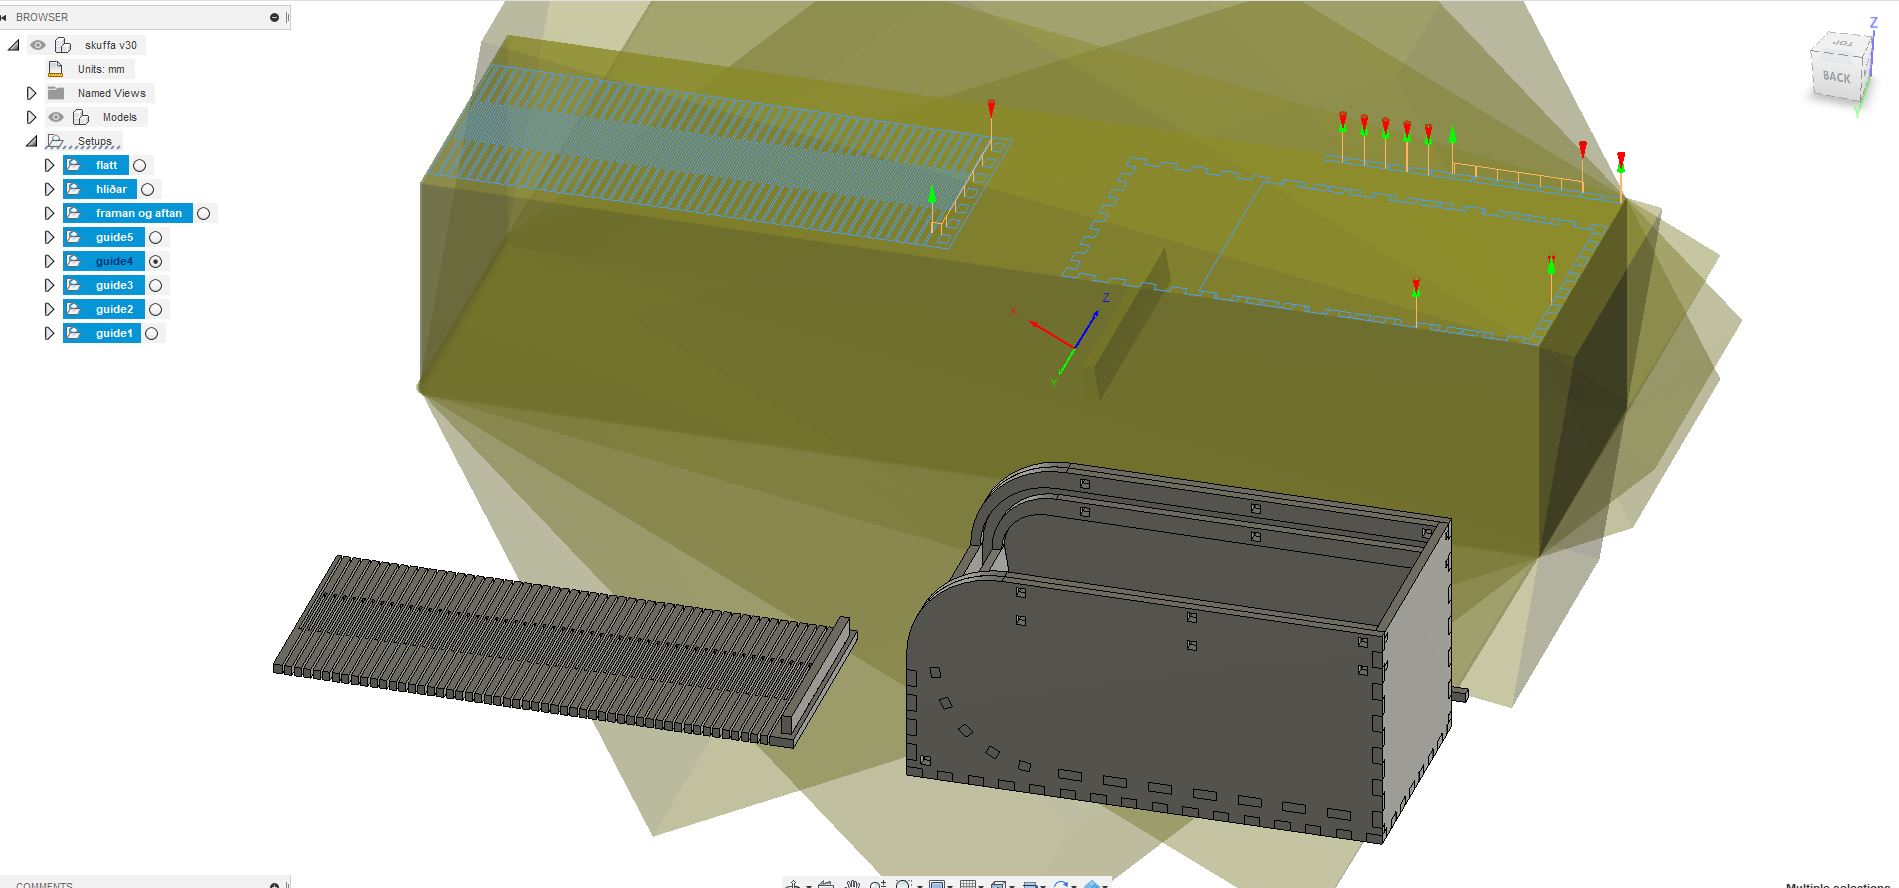 BROWSER
skuffa v30
Units: mm
Named Views
Models
Setups
flatt
hliðar
framan og aftan
guide5
guide4
guide3
guide2
guide1
Z
TOP
BACK
Y
X
Z
Y
COMMENTS
Multiple selections